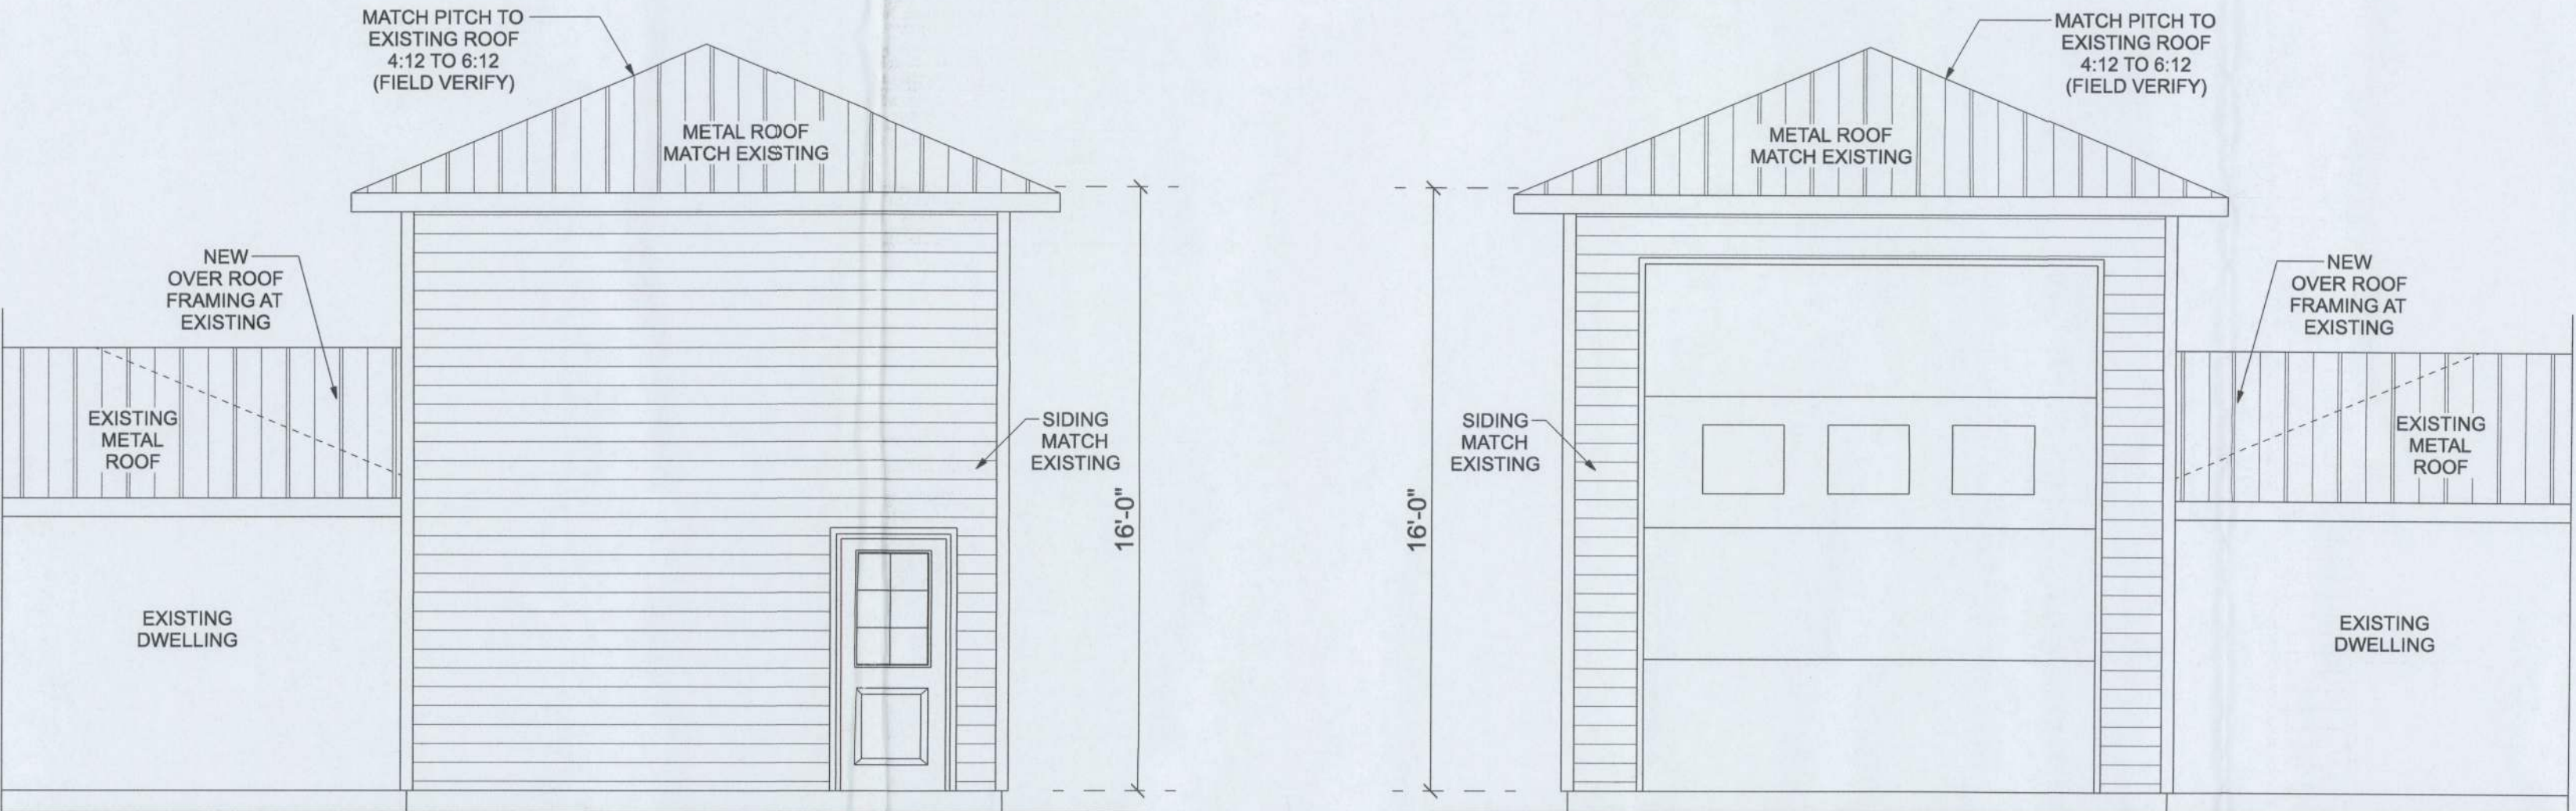 MATCH PITCH TO
EXISTING ROOF
4:12 TO 6:12
(FIELD VERIFY)
METAL ROOF
MATCH EXISTING
NEW
OVER ROOF
FRAMING AT
EXISTING
EXISTING
METAL
ROOF
SIDING
MATCH
EXISTING
16'-0"
EXISTING
DWELLING
MATCH PITCH TO
EXISTING ROOF
4:12 TO 6:12
(FIELD VERIFY)
METAL ROOF
MATCH EXISTING
NEW
OVER ROOF
FRAMING AT
EXISTING
SIDING
MATCH
EXISTING
16'-0"
EXISTING
METAL
ROOF
EXISTING
DWELLING